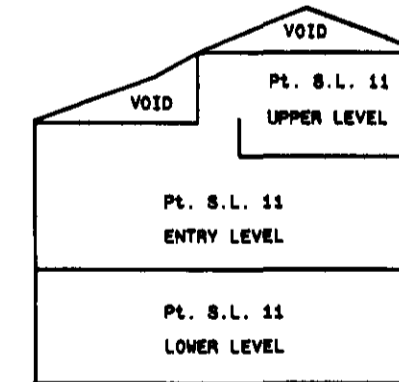 VOID
Pt. S.L. 11
UPPER LEVEL
VOID
Pt. S.L. 11
ENTRY LEVEL
Pt. S.L. 11
LOWER LEVEL